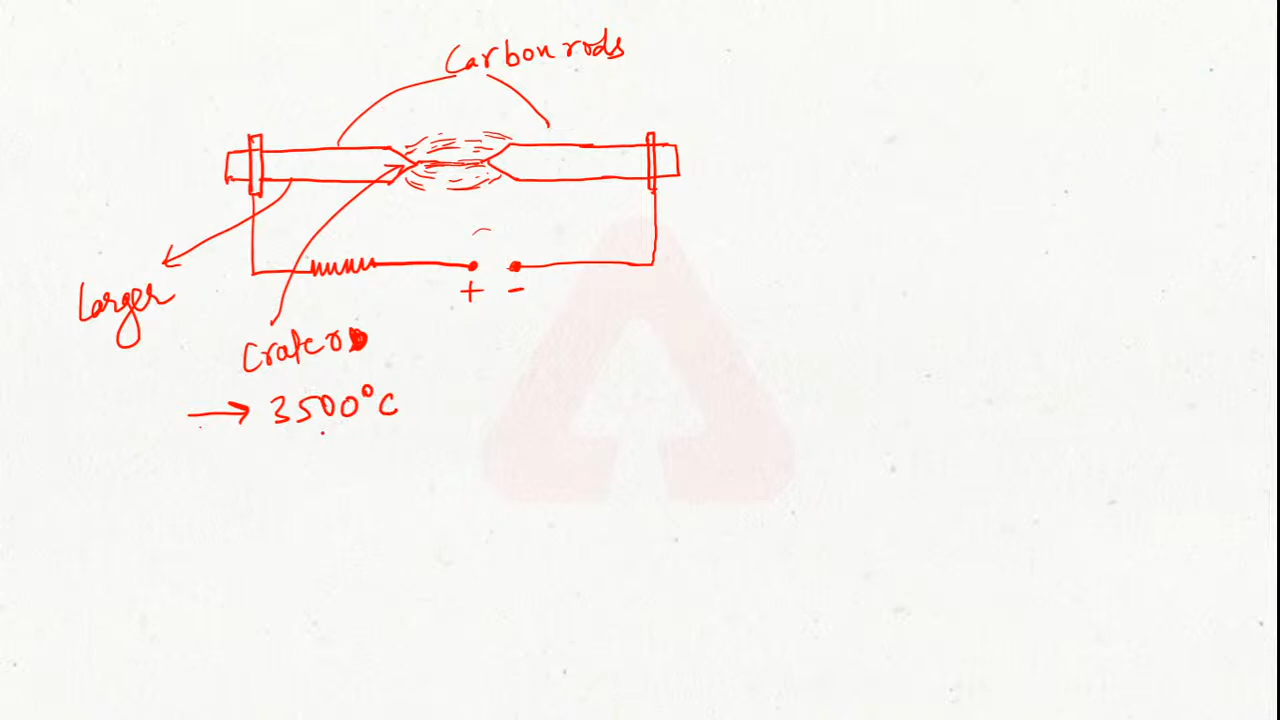 Carbon rods
Larger
+ -
Crater
→ 3500°C